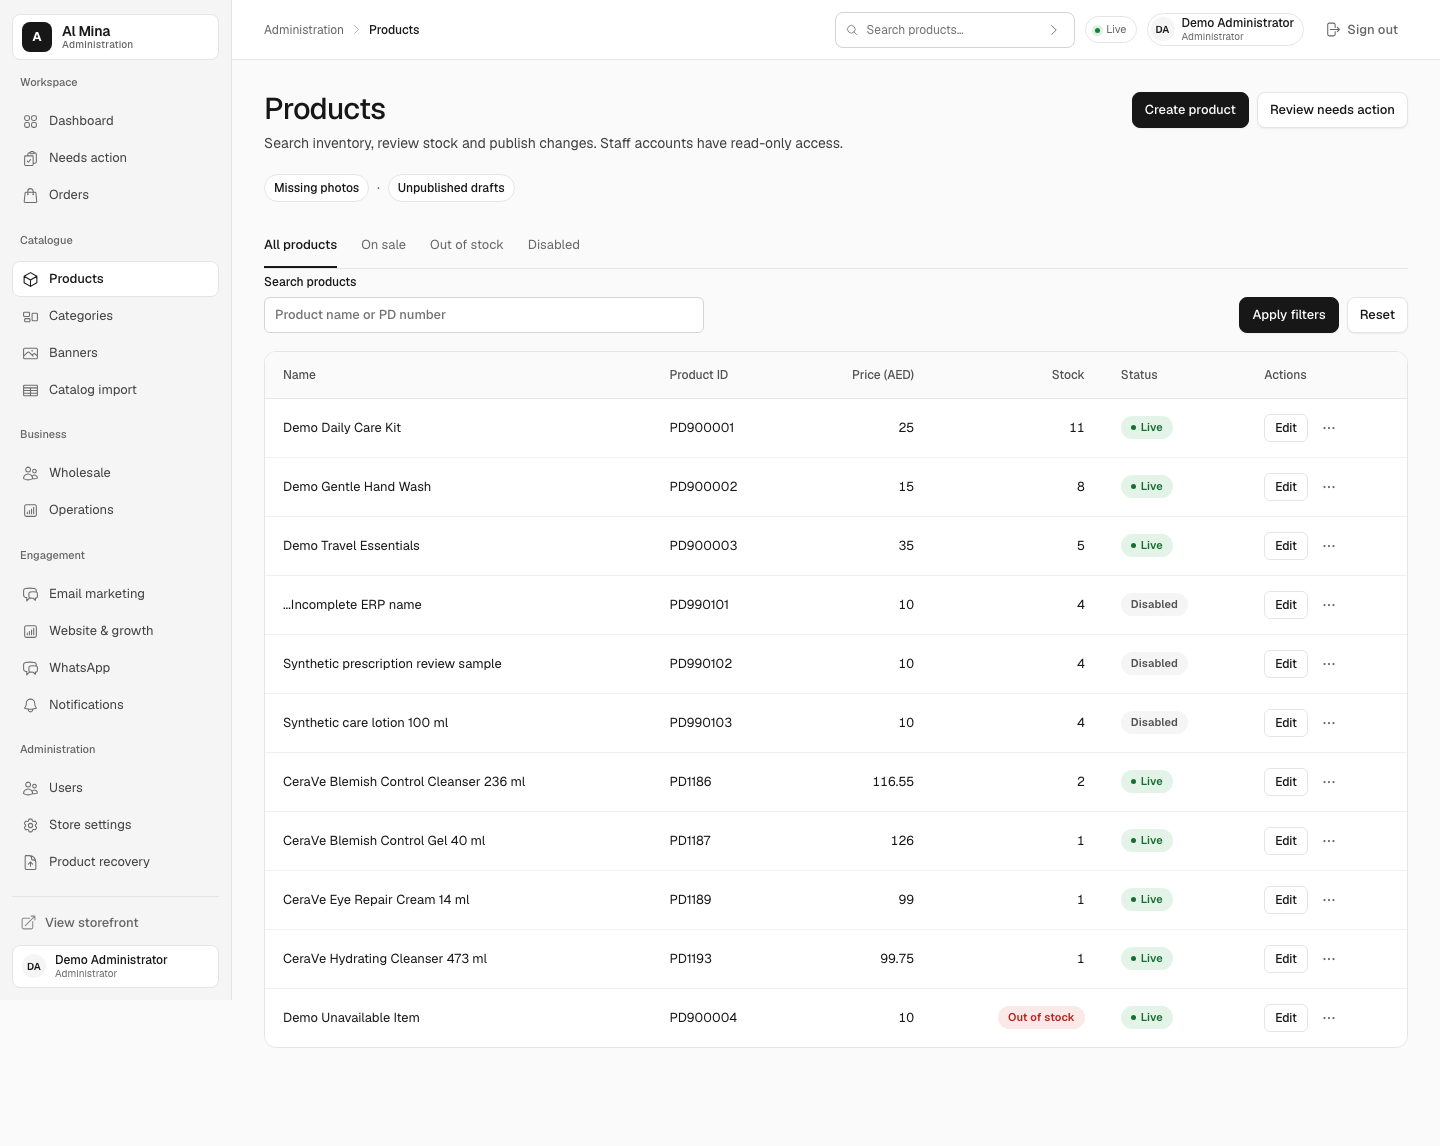 A
Al Mina
Administration
Workspace
Dashboard
Needs action
Orders
Catalogue
Products
Categories
Banners
Catalog import
Business
Wholesale
Operations
Engagement
Email marketing
Website & growth
WhatsApp
Notifications
Administration
Users
Store settings
Product recovery
View storefront
DA
Demo Administrator
Administrator
Administration
Products
Search products...
Live
DA
Demo Administrator
Administrator
Sign out
Products
Create product
Review needs action
Search inventory, review stock and publish changes. Staff accounts have read-only access.
Missing photos · Unpublished drafts
All products On sale Out of stock Disabled
Search products
Product name or PD number
Apply filters
Reset
Name Product ID Price (AED) Stock Status Actions
Demo Daily Care Kit PD900001 25 11 Live Edit ...
Demo Gentle Hand Wash PD900002 15 8 Live Edit ...
Demo Travel Essentials PD900003 35 5 Live Edit ...
...Incomplete ERP name PD990101 10 4 Disabled Edit ...
Synthetic prescription review sample PD990102 10 4 Disabled Edit ...
Synthetic care lotion 100 ml PD990103 10 4 Disabled Edit ...
CeraVe Blemish Control Cleanser 236 ml PD1186 116.55 2 Live Edit ...
CeraVe Blemish Control Gel 40 ml PD1187 126 1 Live Edit ...
CeraVe Eye Repair Cream 14 ml PD1189 99 1 Live Edit ...
CeraVe Hydrating Cleanser 473 ml PD1193 99.75 1 Live Edit ...
Demo Unavailable Item PD900004 10 Out of stock Live Edit ...